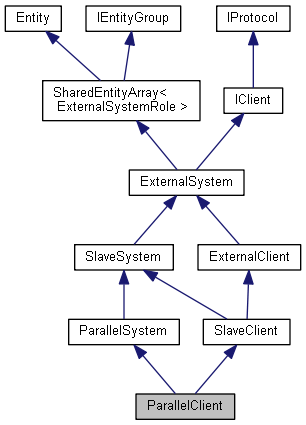 Entity
IEntityGroup
IProtocol
SharedEntityArray<
ExternalSystemRole >
IClient
ExternalSystem
SlaveSystem
ExternalClient
ParallelSystem
SlaveClient
ParallelClient